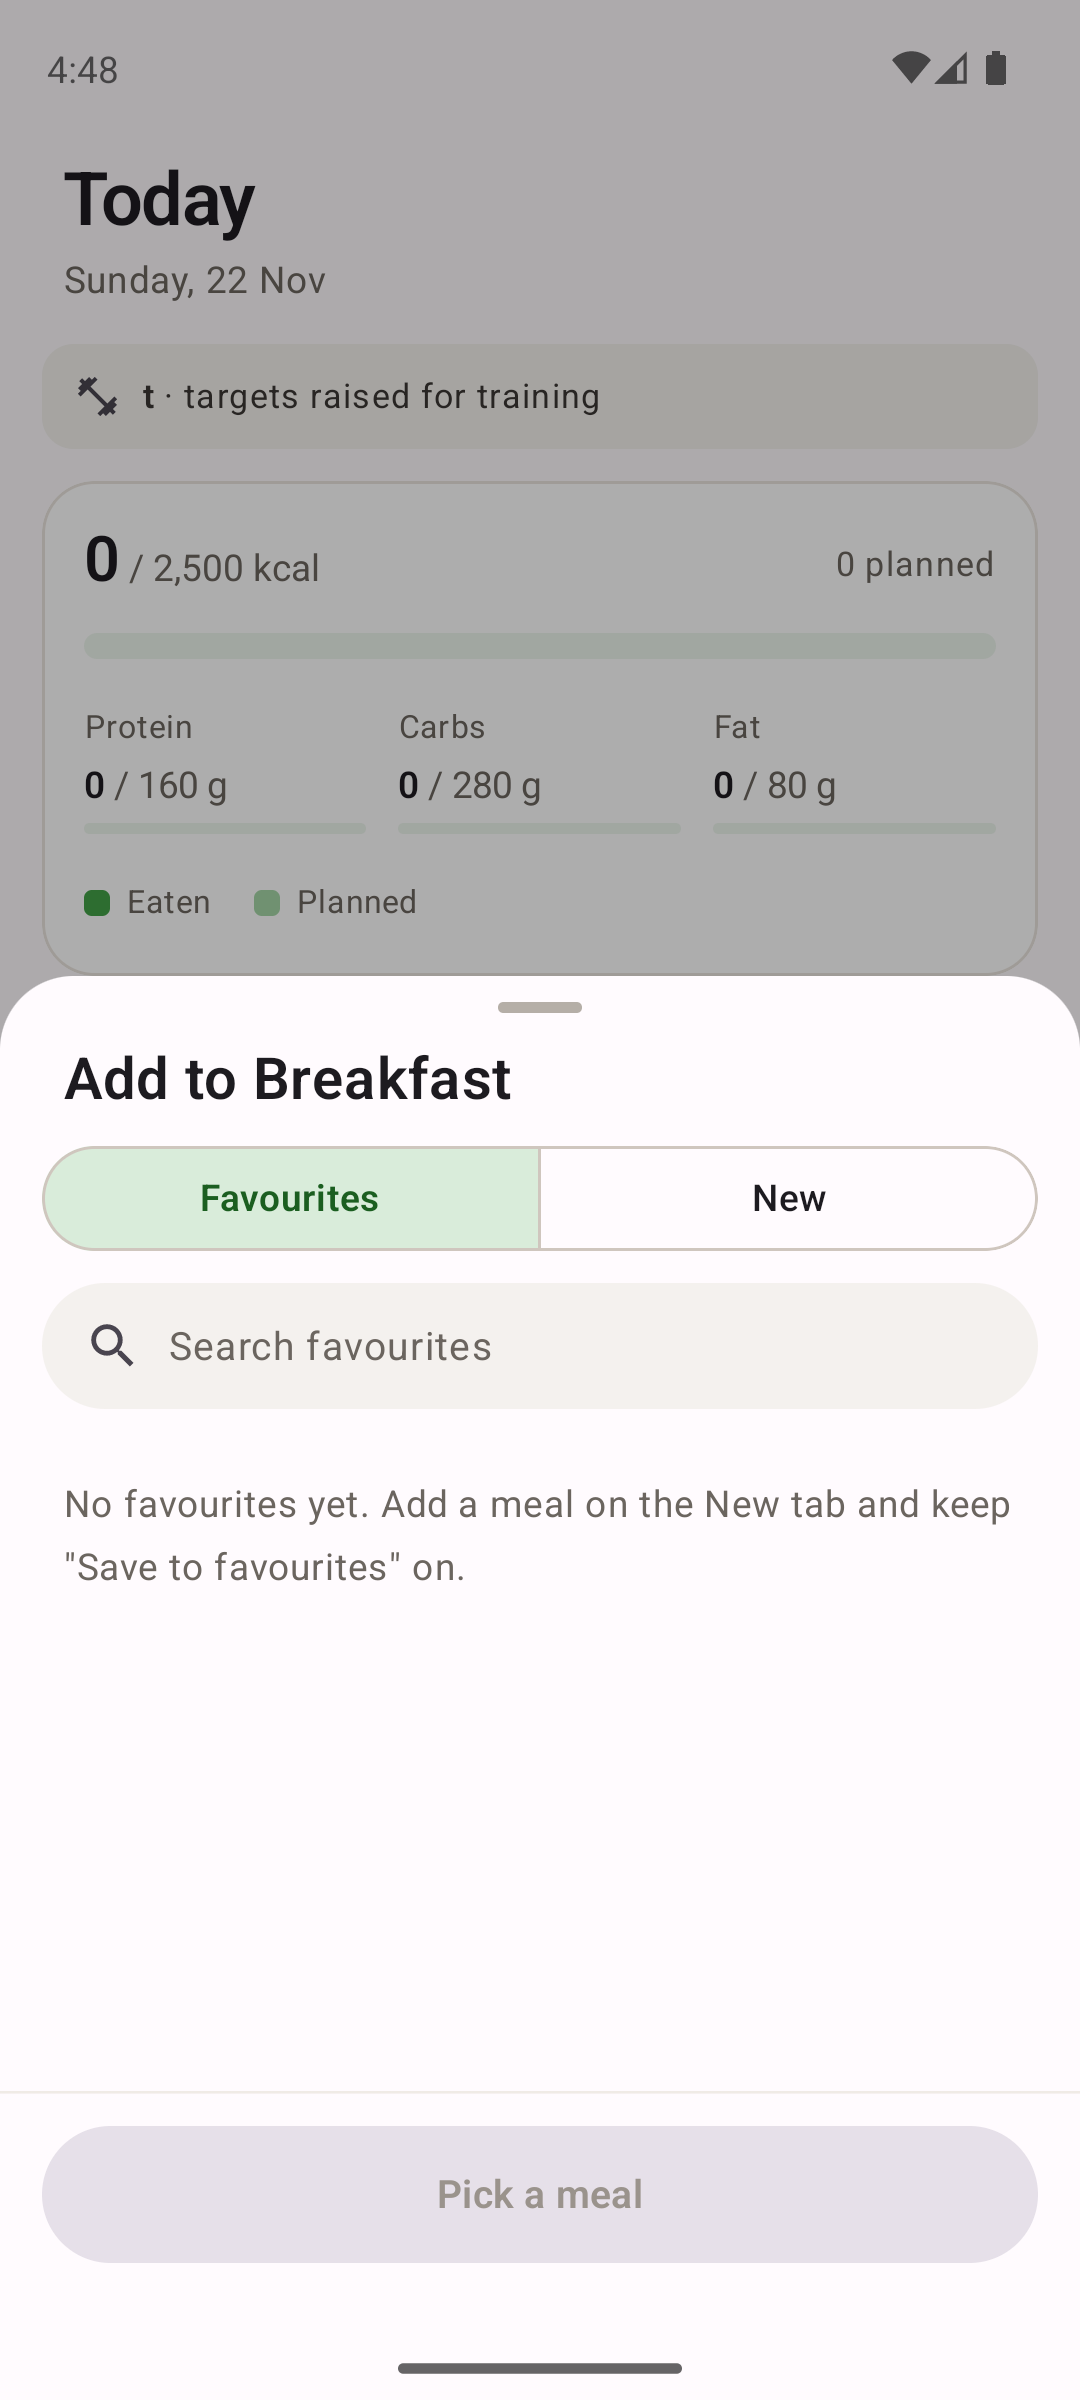 4:48
Today
Sunday, 22 Nov
t · targets raised for training
0 / 2,500 kcal
0 planned
Protein
Carbs
Fat
0 / 160 g
0 / 280 g
0 / 80 g
Eaten
Planned
Add to Breakfast
Favourites
New
Search favourites
No favourites yet. Add a meal on the New tab and keep
"Save to favourites" on.
Pick a meal